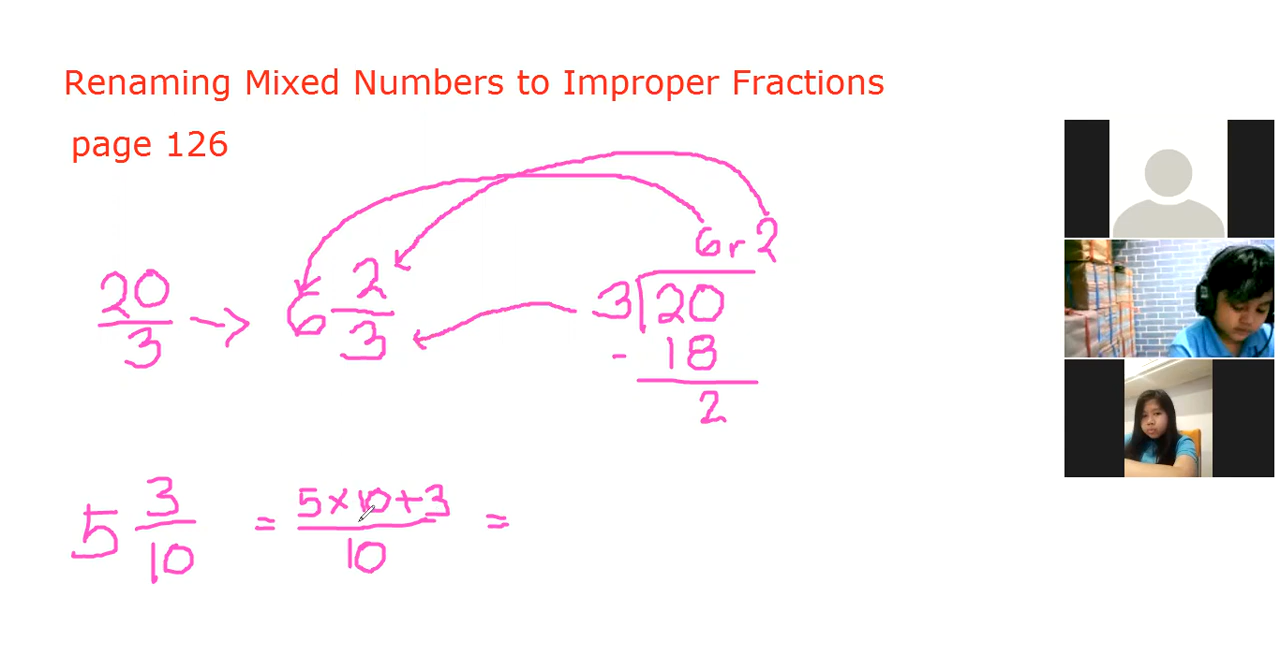 Renaming Mixed Numbers to Improper Fractions
page 126
6 r 2
20/3 → 6 2/3 3)20
- 18
2
5 3/10 = 5×10+3/10 =